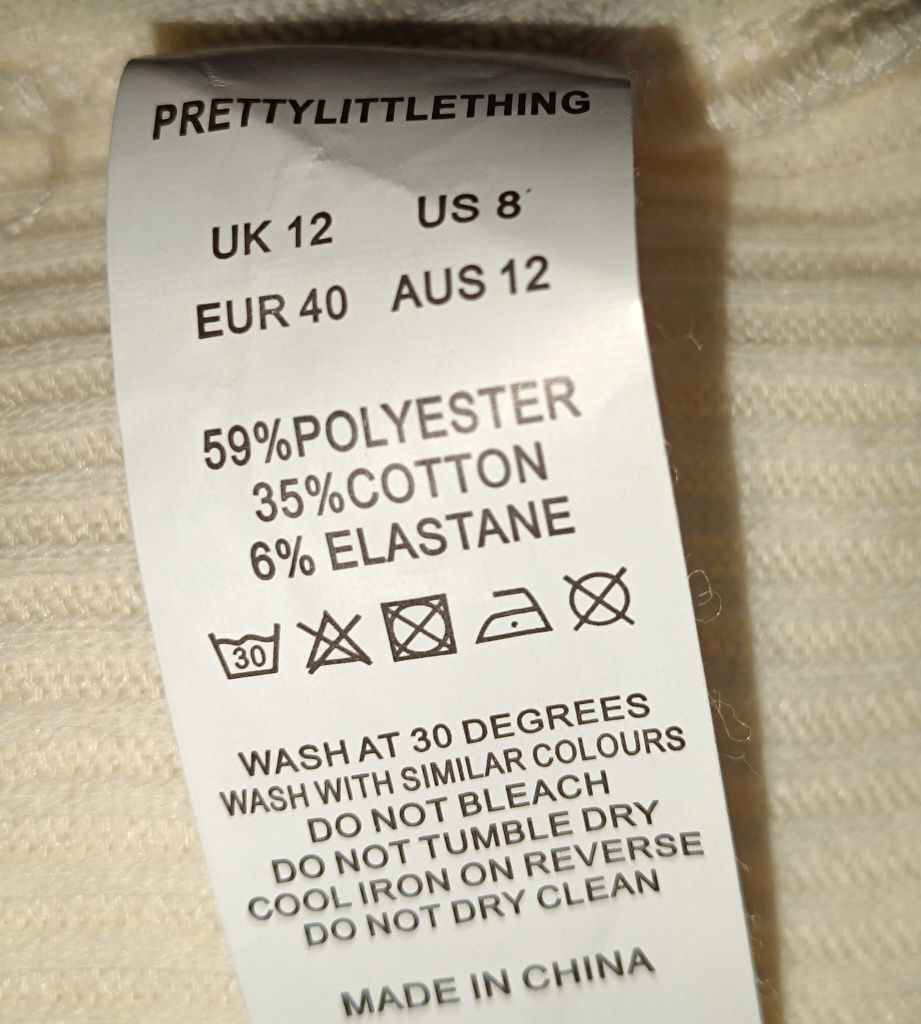 PRETTYLITTLETHING
UK 12 US 8
EUR 40 AUS 12
59%POLYESTER
35%COTTON
6% ELASTANE
30
WASH AT 30 DEGREES
WASH WITH SIMILAR COLOURS
DO NOT BLEACH
DO NOT TUMBLE DRY
COOL IRON ON REVERSE
DO NOT DRY CLEAN
MADE IN CHINA